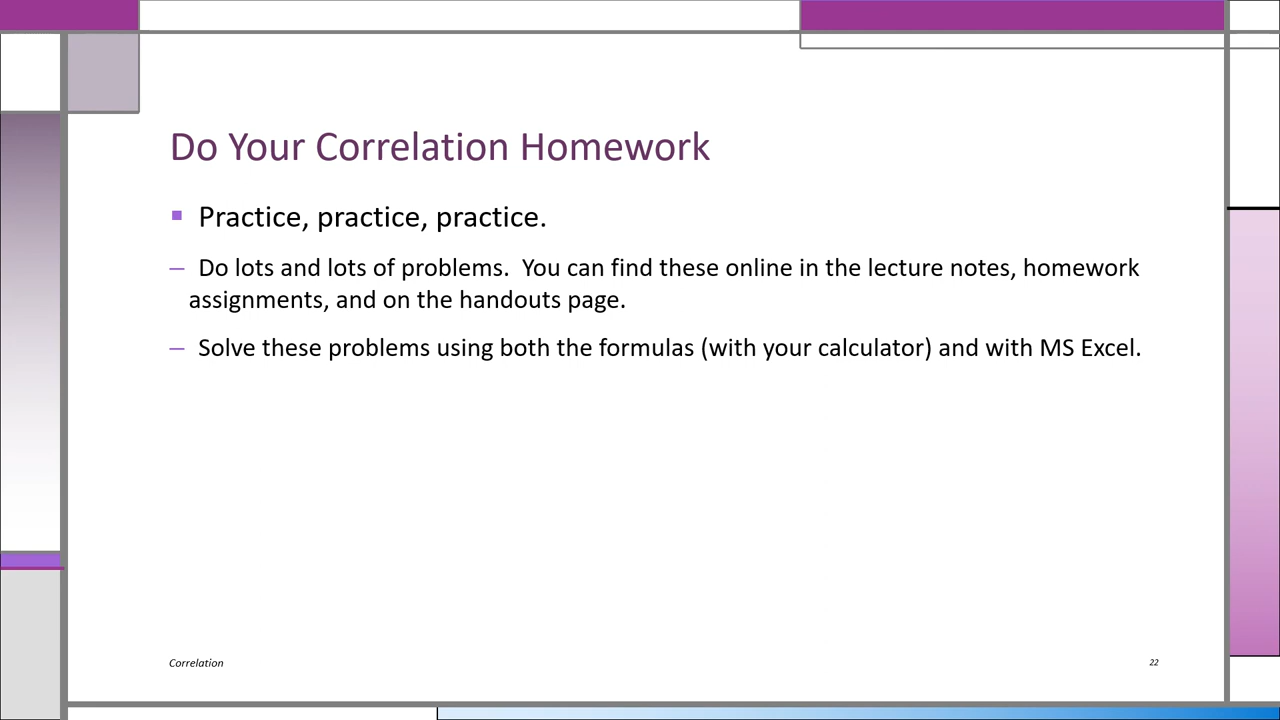 Do Your Correlation Homework
▪ Practice, practice, practice.
– Do lots and lots of problems.  You can find these online in the lecture notes, homework
assignments, and on the handouts page.
– Solve these problems using both the formulas (with your calculator) and with MS Excel.
Correlation
22